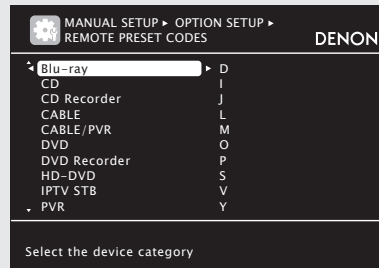 MANUAL SETUP ▸ OPTION SETUP ▸
REMOTE PRESET CODES
DENON
Blu-ray ▸ D
CD I
CD Recorder J
CABLE L
CABLE/PVR M
DVD O
DVD Recorder P
HD-DVD S
IPTV STB V
PVR Y
Select the device category